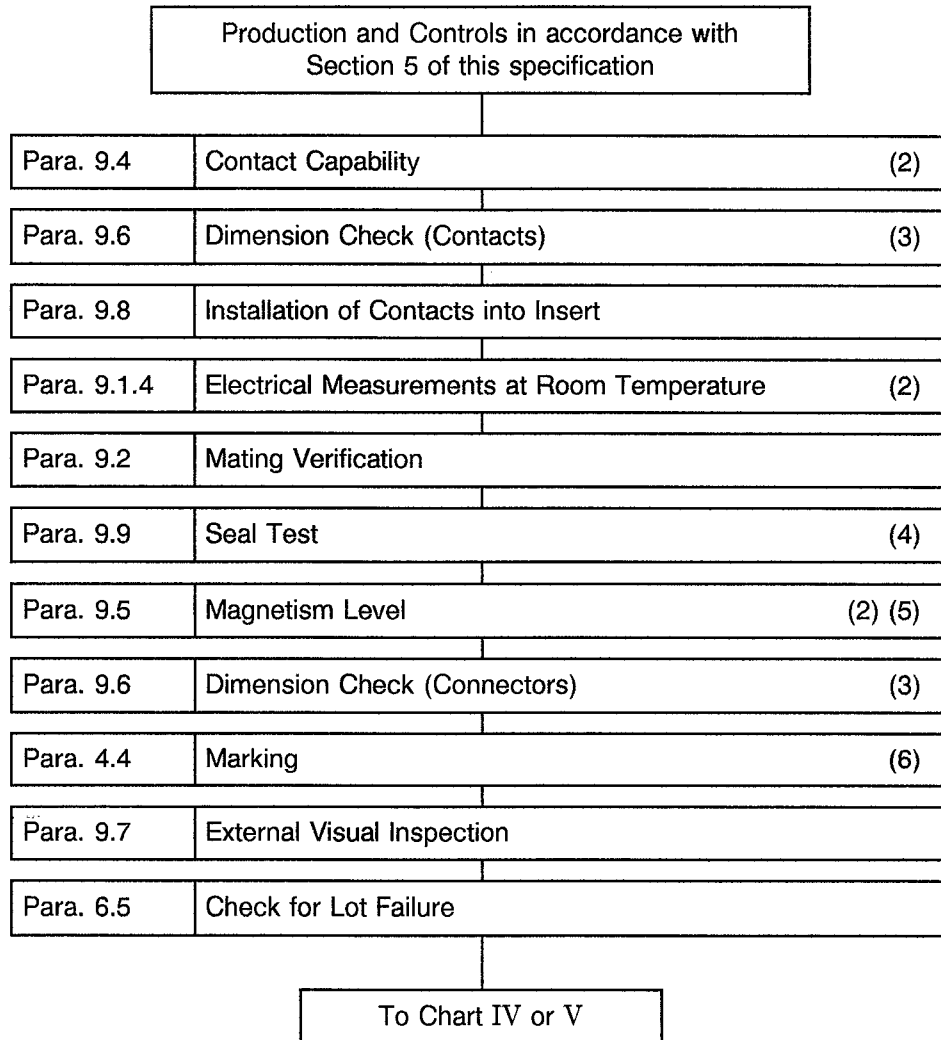 Production and Controls in accordance with
Section 5 of this specification
Para. 9.4 Contact Capability (2)
Para. 9.6 Dimension Check (Contacts) (3)
Para. 9.8 Installation of Contacts into Insert
Para. 9.1.4 Electrical Measurements at Room Temperature (2)
Para. 9.2 Mating Verification
Para. 9.9 Seal Test (4)
Para. 9.5 Magnetism Level (2) (5)
Para. 9.6 Dimension Check (Connectors) (3)
Para. 4.4 Marking (6)
Para. 9.7 External Visual Inspection
Para. 6.5 Check for Lot Failure
To Chart IV or V